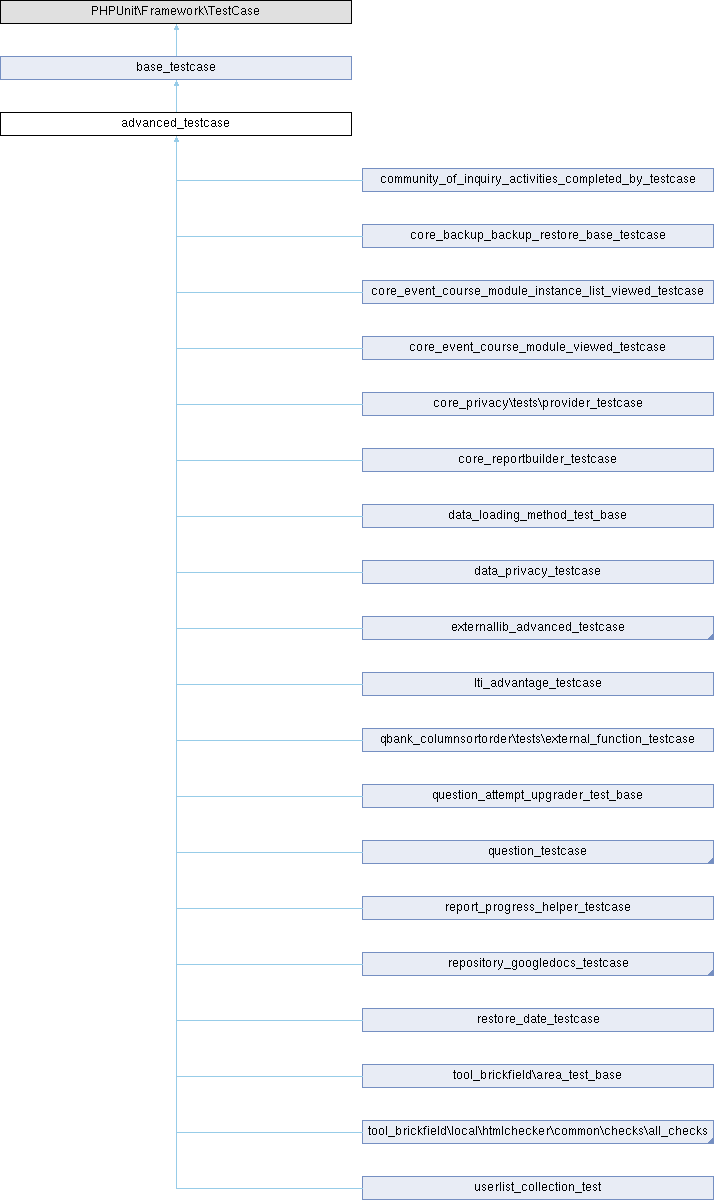 PHPUnit\Framework\TestCase
base_testcase
advanced_testcase
community_of_inquiry_activities_completed_by_testcase
core_backup_backup_restore_base_testcase
core_event_course_module_instance_list_viewed_testcase
core_event_course_module_viewed_testcase
core_privacy\tests\provider_testcase
core_reportbuilder_testcase
data_loading_method_test_base
data_privacy_testcase
externallib_advanced_testcase
lti_advantage_testcase
qbank_columnsortorder\tests\external_function_testcase
question_attempt_upgrader_test_base
question_testcase
report_progress_helper_testcase
repository_googledocs_testcase
restore_date_testcase
tool_brickfield\area_test_base
tool_brickfield\local\htmlchecker\common\checks\all_checks
userlist_collection_test